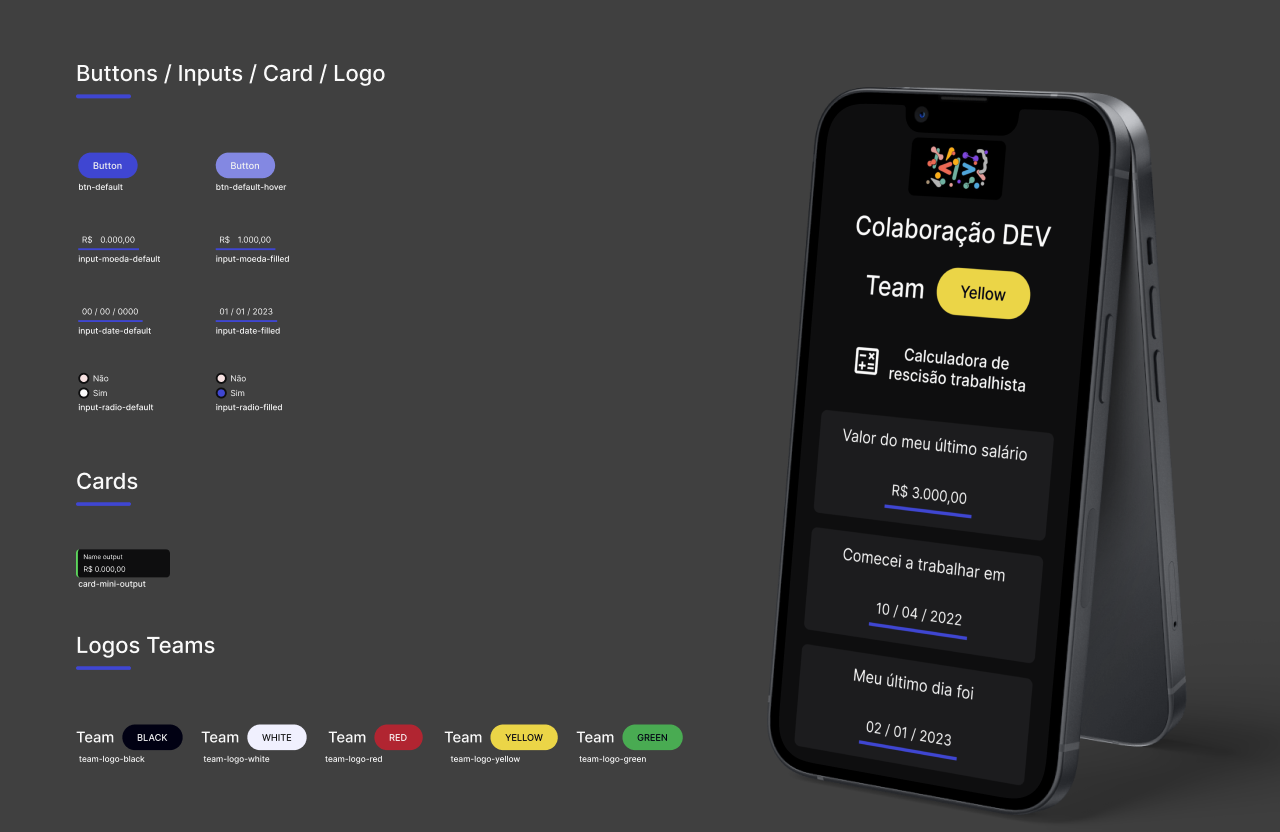 Buttons / Inputs / Card / Logo
Button
Button
btn-default
btn-default-hover
R$ 0.000,00
R$ 1.000,00
input-moeda-default
input-moeda-filled
00 / 00 / 0000
01 / 01 / 2023
input-date-default
input-date-filled
Não
Não
Sim
Sim
input-radio-default
input-radio-filled
Cards
Name output
R$ 0.000,00
card-mini-output
Logos Teams
Team BLACK
Team WHITE
Team RED
Team YELLOW
Team GREEN
team-logo-black
team-logo-white
team-logo-red
team-logo-yellow
team-logo-green
</>
Colaboração DEV
Team Yellow
Calculadora de
rescisão trabalhista
Valor do meu último salário
R$ 3.000,00
Comecei a trabalhar em
10 / 04 / 2022
Meu último dia foi
02 / 01 / 2023